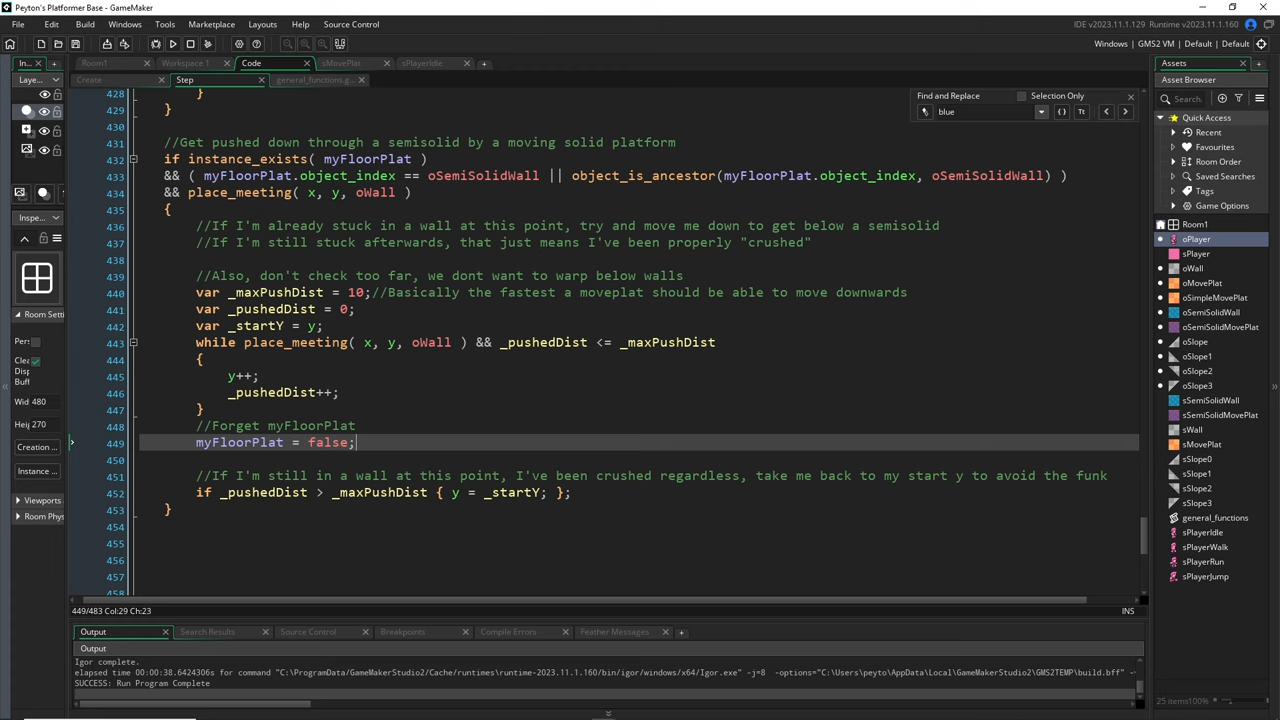 Peyton's Platformer Base - GameMaker
File Edit Build Windows Tools Marketplace Layouts Source Control
IDE v2023.11.1.129 Runtime v2023.11.1.160
Windows | GMS2 VM | Default | Default
In...
Room1
Workspace 1
Code
sMovePlat
sPlayerIdle
Create
Step
general_functions.g...
Laye...
Find and Replace
Selection Only
blue
428 }
429 }
430
431 //Get pushed down through a semisolid by a moving solid platform
432 if instance_exists( myFloorPlat )
433 && ( myFloorPlat.object_index == oSemiSolidWall || object_is_ancestor(myFloorPlat.object_index, oSemiSolidWall) )
434 && place_meeting( x, y, oWall )
435 {
436 //If I'm already stuck in a wall at this point, try and move me down to get below a semisolid
437 //If I'm still stuck afterwards, that just means I've been properly "crushed"
438
439 //Also, don't check too far, we dont want to warp below walls
440 var _maxPushDist = 10;//Basically the fastest a moveplat should be able to move downwards
441 var _pushedDist = 0;
442 var _startY = y;
443 while place_meeting( x, y, oWall ) && _pushedDist <= _maxPushDist
444 {
445 y++;
446 _pushedDist++;
447 }
448 //Forget myFloorPlat
449 myFloorPlat = false;
450
451 //If I'm still in a wall at this point, I've been crushed regardless, take me back to my start y to avoid the funk
452 if _pushedDist > _maxPushDist { y = _startY; };
453 }
454
455
456
457
458
449/483 Col:29 Ch:23
INS
Inspe...
Room Setti
Pers
Clea
Disp
Buff
Wid 480
Heig 270
Creation ...
Instance ...
Viewports
Room Phys
Output
Search Results
Source Control
Breakpoints
Compile Errors
Feather Messages
Output
Igor complete.
elapsed time 00:00:38.6424306s for command "C:\ProgramData/GameMakerStudio2/Cache/runtimes\runtime-2023.11.1.160/bin/igor/windows/x64/Igor.exe" -j=8 -options="C:\Users\peyto\AppData\Local\GameMakerStudio2\GMS2TEMP\build.bff" -
SUCCESS: Run Program Complete
Assets
Asset Browser
Search
Quick Access
Recent
Favourites
Room Order
Saved Searches
Tags
Game Options
Room1
oPlayer
sPlayer
oWall
oMovePlat
oSimpleMovePlat
oSemiSolidWall
oSemiSolidMovePlat
oSlope
oSlope1
oSlope2
oSlope3
sSemiSolidWall
sSemiSolidMovePlat
sWall
sMovePlat
sSlope0
sSlope1
sSlope2
sSlope3
general_functions
sPlayerIdle
sPlayerWalk
sPlayerRun
sPlayerJump
25 items
100%